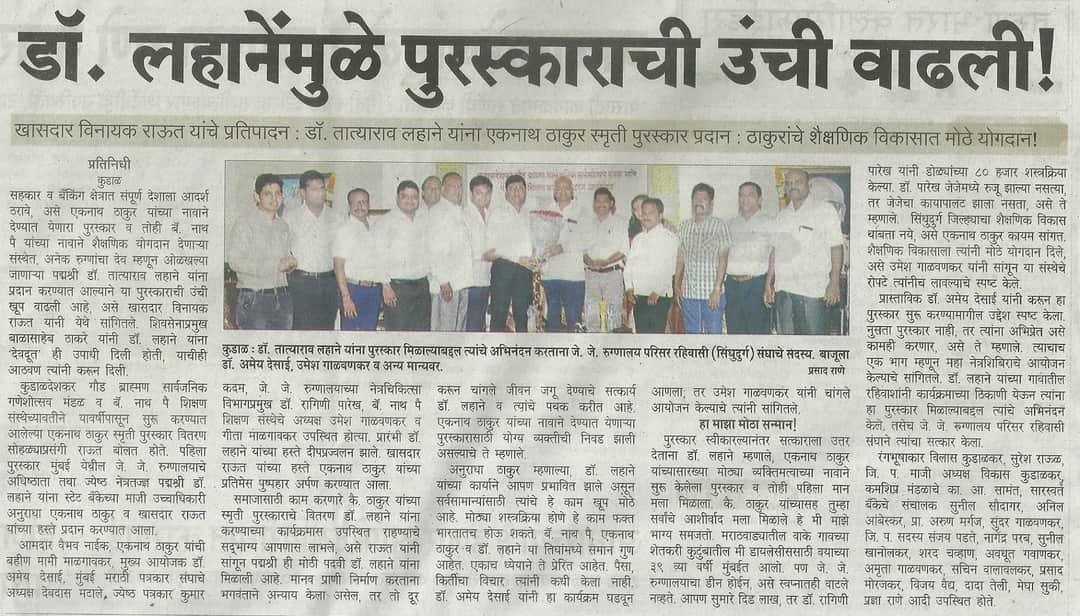 डॉ. लहानेंमुळे पुरस्काराची उंची वाढली!
खासदार विनायक राऊत यांचे प्रतिपादन : डॉ. तात्याराव लहाने यांना एकनाथ ठाकुर स्मृती पुरस्कार प्रदान : ठाकुरांचे शैक्षणिक विकासात मोठे योगदान!
प्रतिनिधी
कुडाळ
सहकार व बँकिंग क्षेत्रात संपूर्ण देशाला आदर्श
ठरावे, असे एकनाथ ठाकुर यांच्या नावाने
देण्यात येणारा पुरस्कार व तोही बॅ. नाथ
पै यांच्या नावाने शैक्षणिक योगदान देणाऱ्या
संस्थेत, अनेक रुग्णांचा देव म्हणून ओळखल्या
जाणाऱ्या पद्मश्री डॉ. तात्याराव लहाने यांना
प्रदान करण्यात आल्याने या पुरस्काराची उंची
खूप वाढली आहे, असे खासदार विनायक
राऊत यांनी येथे सांगितले. शिवसेनाप्रमुख
बाळासाहेब ठाकरे यांनी डॉ. लहाने यांना
'देवदूत' ही उपाधी दिली होती, याचीही
आठवण त्यांनी करून दिली.
कुडाळदेशकर गौड ब्राह्मण सार्वजनिक
गणेशोत्सव मंडळ व बॅ. नाथ पै शिक्षण
संस्थेच्यावतीने यावर्षीपासून सुरू करण्यात
आलेल्या एकनाथ ठाकुर स्मृती पुरस्कार वितरण
सोहळ्याप्रसंगी राऊत बोलत होते. पहिला
पुरस्कार मुंबई येथील जे. जे. रुग्णालयाचे
अधिष्ठाता तथा ज्येष्ठ नेत्रतज्ज्ञ पद्मश्री डॉ.
लहाने यांना स्टेट बँकेच्या माजी उच्चाधिकारी
अनुराधा एकनाथ ठाकुर व खासदार राऊत
यांच्या हस्ते प्रदान करण्यात आला.
आमदार वैभव नाईक, एकनाथ ठाकुर यांची
बहीण मामी माळगावकर, मुख्य आयोजक डॉ.
अमेय देसाई, मुंबई मराठी पत्रकार संघाचे
अध्यक्ष देवदास मटाले, ज्येष्ठ पत्रकार कुमार
कुडाळ : डॉ. तात्याराव लहाने यांना पुरस्कार मिळाल्याबद्दल त्यांचे अभिनंदन करताना जे. जे. रुग्णालय परिसर रहिवासी (सिंधुदुर्ग) संघाचे सदस्य. बाजूला
डॉ. अमेय देसाई, उमेश गाळवणकर व अन्य मान्यवर.
प्रसाद राणे
कदम, जे. जे. रुग्णालयाच्या नेत्रचिकित्सा
विभागप्रमुख डॉ. रागिणी पारेख, बॅ. नाथ पै
शिक्षण संस्थेचे अध्यक्ष उमेश गाळवणकर व
गीता माळगावकर उपस्थित होत्या. प्रारंभी डॉ.
लहाने यांच्या हस्ते दीपप्रज्वलन झाले. खासदार
राऊत यांच्या हस्ते एकनाथ ठाकुर यांच्या
प्रतिमेस पुष्पहार अर्पण करण्यात आला.
समाजासाठी काम करणारे कै. ठाकुर यांच्या
स्मृती पुरस्काराचे वितरण डॉ. लहाने यांना
करण्याच्या कार्यक्रमास उपस्थित राहण्याचे
सद्भाग्य आपणास लाभले, असे राऊत यांनी
सांगून पद्मश्री ही मोठी पदवी डॉ. लहाने यांना
मिळाली आहे. मानव प्राणी निर्माण करताना
भगवंताने अन्याय केला असेल, तर तो दूर
करून चांगले जीवन जगू देण्याचे सत्कार्य
डॉ. लहाने व त्यांचे पथक करीत आहे.
एकनाथ ठाकुर यांच्या नावाने देण्यात येणाऱ्या
पुरस्कारासाठी योग्य व्यक्तीची निवड झाली
असल्याचे ते म्हणाले.
अनुराधा ठाकुर म्हणाल्या, डॉ. लहाने
यांच्या कार्याने आपण प्रभावित झाले असून
सर्वसामान्यांसाठी त्यांचे हे काम खूप मोठे
आहे. मोठ्या शस्त्रक्रिया होणे हे काम फक्त
भारतातच होऊ शकते. बॅ. नाथ पै, एकनाथ
ठाकुर व डॉ. लहाने या तिघांमध्ये समान गुण
आहेत. एकाच ध्येयाने ते प्रेरित आहेत. पैसा,
किर्तीचा विचार त्यांनी कधी केला नाही.
डॉ. अमेय देसाई यांनी हा कार्यक्रम घडवून
आणला; तर उमेश गाळवणकर यांनी चांगले
आयोजन केल्याचे त्यांनी सांगितले.
हा माझा मोठा सन्मान!
पुरस्कार स्वीकारल्यानंतर सत्काराला उत्तर
देताना डॉ. लहाने म्हणाले, एकनाथ ठाकुर
यांच्यासारख्या मोठ्या व्यक्तिमत्वाच्या नावाने
सुरू केलेला पुरस्कार व तोही पहिला मान
मला मिळाला. कै. ठाकुर यांच्यासह तुम्हा
सर्वांचे आशीर्वाद मला मिळाले हे मी माझे
भाग्य समजतो. मराठवाड्यातील वाके गावच्या
शेतकरी कुटुंबातील मी डायलेसीससाठी वयाच्या
३९ व्या वर्षी मुंबईत आलो. पण जे. जे.
रुग्णालयाचा डीन होईन, असे स्वप्नातही वाटले
नव्हते. आपण सुमारे दिड लाख, तर डॉ. रागिणी
पारेख यांनी डोळ्यांच्या ८० हजार शस्त्रक्रिया
केल्या. डॉ. पारेख जेजेमध्ये रुजू झाल्या नसत्या,
तर जेजेचा कायापालट झाला नसता, असे ते
म्हणाले. सिंधुदुर्ग जिल्ह्याचा शैक्षणिक विकास
थांबता नये, असे एकनाथ ठाकुर कायम सांगत.
शैक्षणिक विकासाला त्यांनी मोठे योगदान दिले,
असे उमेश गाळवणकर यांनी सांगून या संस्थेचे
रोपटे त्यांनीच लावल्याचे स्पष्ट केले.
प्रास्ताविक डॉ. अमेय देसाई यांनी करून हा
पुरस्कार सुरू करण्यामागील उद्देश स्पष्ट केला.
नुसता पुरस्कार नाही, तर त्यांना अभिप्रेत असे
कामही करणार, असे ते म्हणाले. त्याचाच
एक भाग म्हणून महा नेत्रशिबिराचे आयोजन
केल्याचे सांगितले. डॉ. लहाने यांच्या गावातील
रहिवाशांनी कार्यक्रमाच्या ठिकाणी येऊन त्यांना
हा पुरस्कार मिळाल्याबद्दल त्यांचे अभिनंदन
केले, तसेच जे. जे. रुग्णालय परिसर रहिवासी
संघाने त्यांचा सत्कार केला.
रंगभूषाकार विलास कुडाळकर, सुरेश राऊळ,
जि. प. माजी अध्यक्ष विकास कुडाळकर,
कमशिप्र मंडळाचे का. आ. सामंत, सारस्वत
बँकेचे संचालक सुनील सौदागर, अनिल
आंबेस्कर, प्रा. अरुण मर्गज, सुंदर गाळवणकर,
जि. प. सदस्य संजय पडते, नागेंद्र परब, सुनील
खानोलकर, शरद चव्हाण, अवधूत गवाणकर,
अमृता गाळवणकर, सचिन वालावलकर, प्रसाद
मोरजकर, विजय वैद्य, दादा तेली, मेघा सुकी,
प्रज्ञा राणे आदी उपस्थित होते.